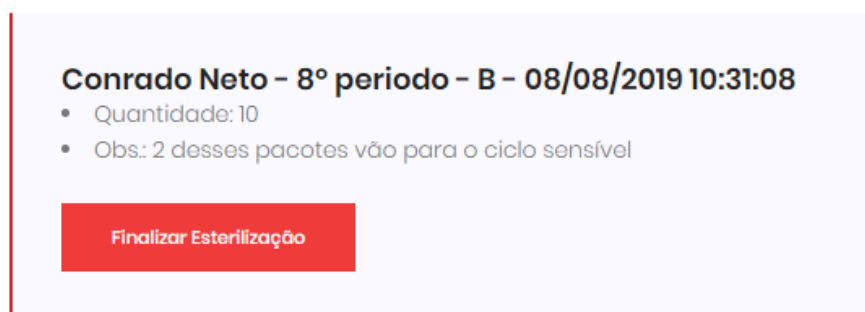 Conrado Neto - 8º periodo - B - 08/08/2019 10:31:08
• Quantidade: 10
• Obs.: 2 desses pacotes vão para o ciclo sensível
Finalizar Esterilização